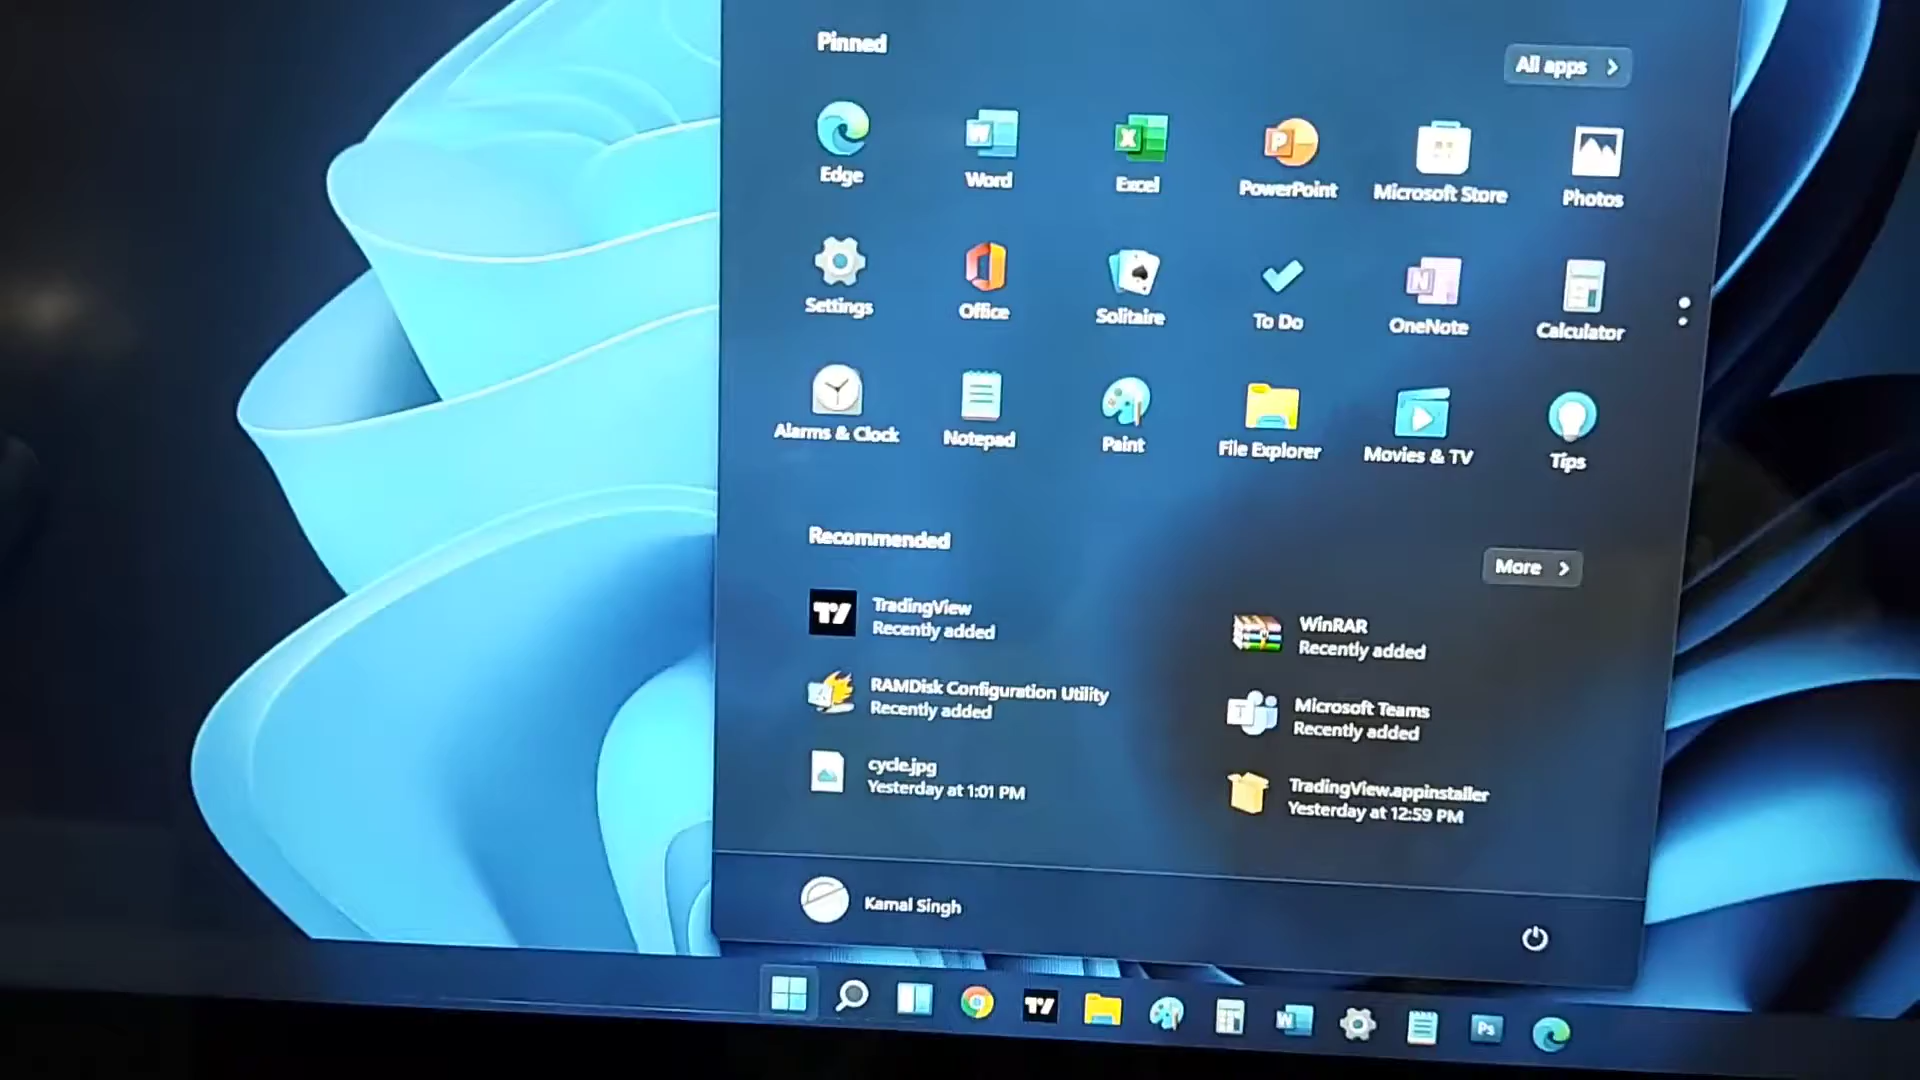 Pinned
All apps
Edge
Word
Excel
PowerPoint
Microsoft Store
Photos
Settings
Office
Solitaire
To Do
OneNote
Calculator
Alarms & Clock
Notepad
Paint
File Explorer
Movies & TV
Tips
Recommended
More
TradingView
Recently added
WinRAR
Recently added
RAMDisk Configuration Utility
Recently added
Microsoft Teams
Recently added
cycle.jpg
Yesterday at 1:01 PM
TradingView.appinstaller
Yesterday at 12:59 PM
Kamal Singh
Ps